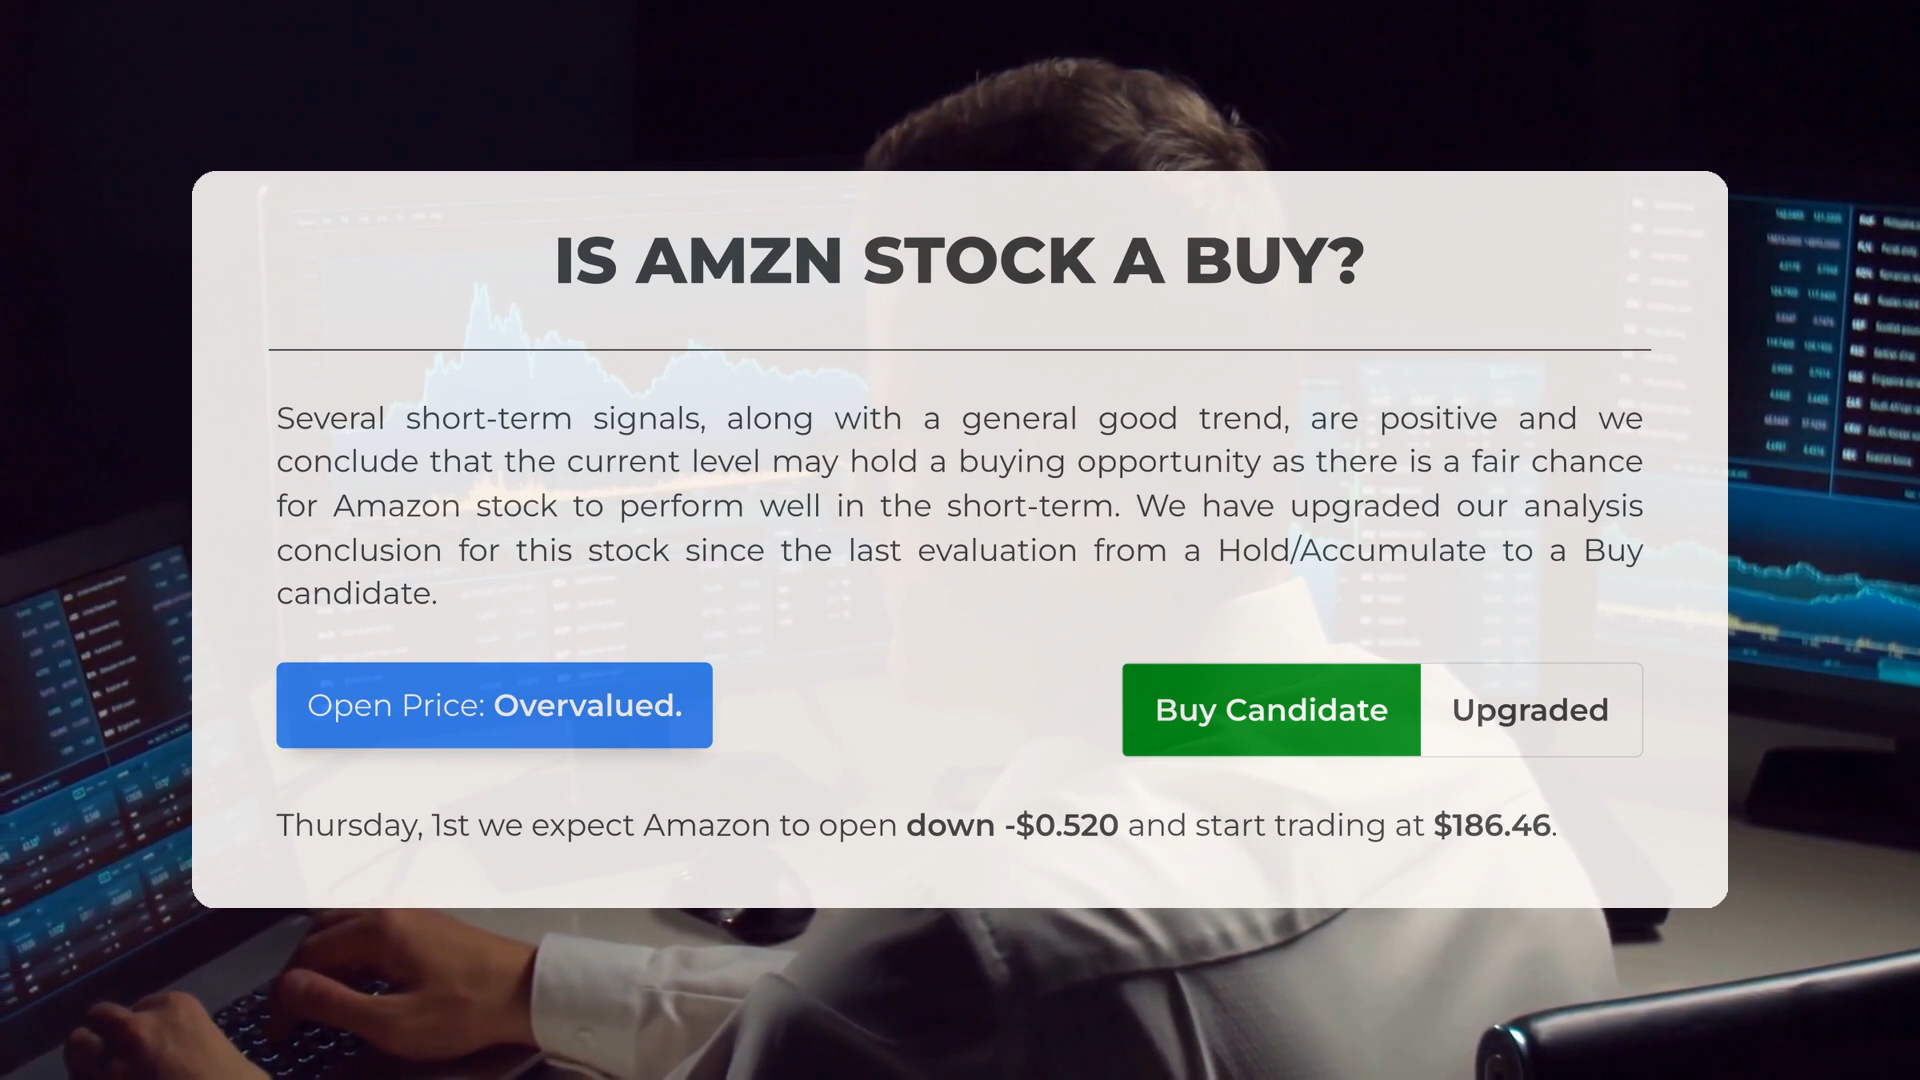 IS AMZN STOCK A BUY?
Several short-term signals, along with a general good trend, are positive and we
conclude that the current level may hold a buying opportunity as there is a fair chance
for Amazon stock to perform well in the short-term. We have upgraded our analysis
conclusion for this stock since the last evaluation from a Hold/Accumulate to a Buy
candidate.
Open Price: Overvalued.
Buy Candidate Upgraded
Thursday, 1st we expect Amazon to open down -$0.520 and start trading at $186.46.